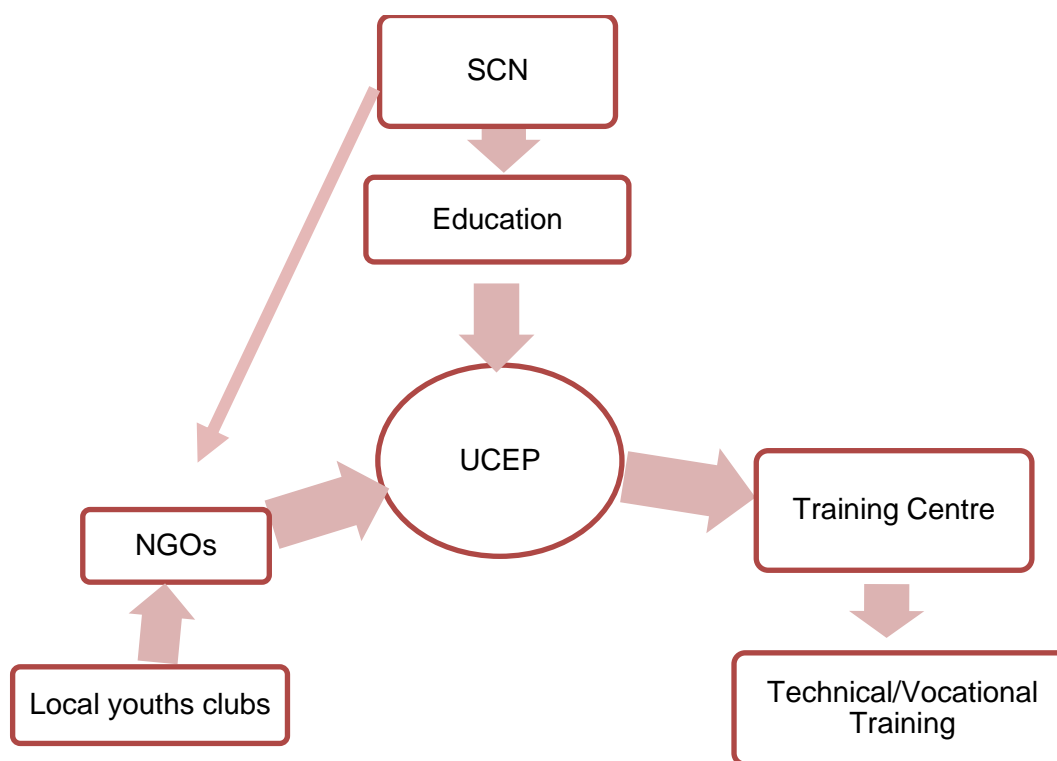 SCN
Education
UCEP
Training Centre
NGOs
Local youths clubs
Technical/Vocational
Training